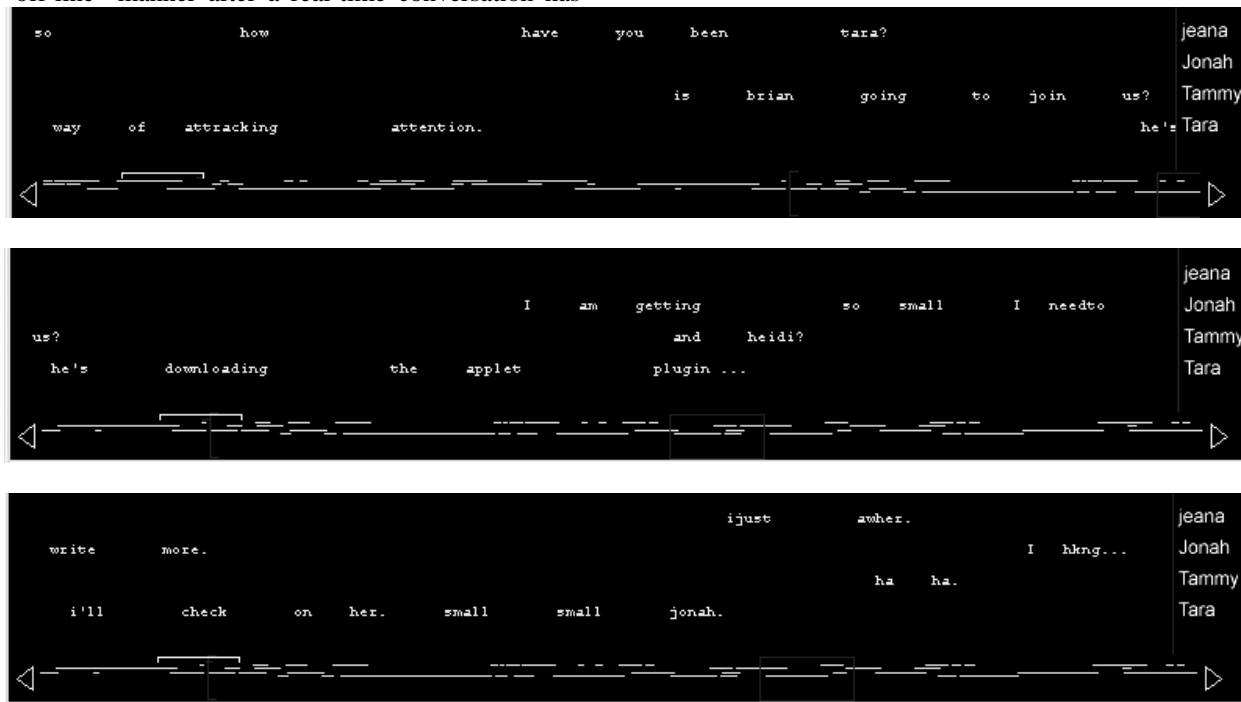 off-line" manner after a real-time conversation has
so how have you been tara? jeana
Jonah
is brian going to join us? Tammy
way of attracking attention. he's Tara
jeana
I am getting so small I needto Jonah
us? and heidi? Tammy
he's downloading the applet plugin ... Tara
ijust awher. jeana
write more. I hkng... Jonah
ha ha. Tammy
i'll check on her. small small jonah. Tara